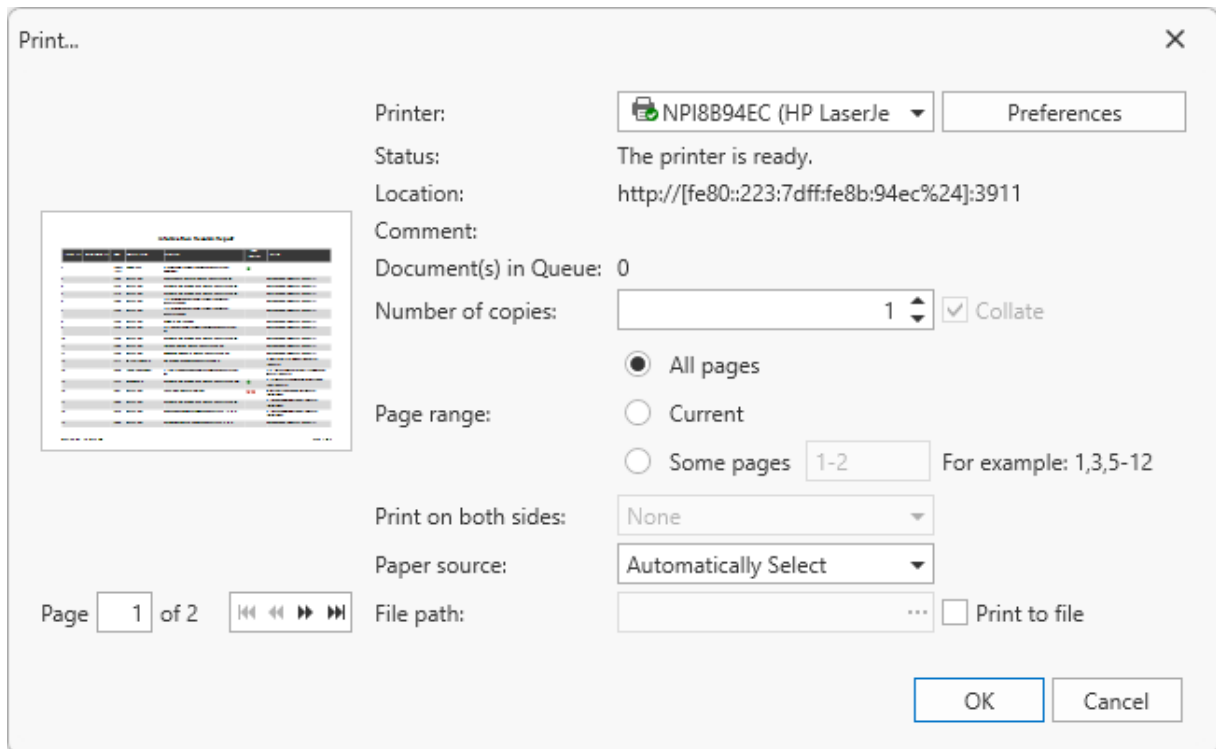 Print...
Printer: NPI8B94EC (HP LaserJe Preferences
Status: The printer is ready.
Location: http://[fe80::223:7dff:fe8b:94ec%24]:3911
Comment:
Document(s) in Queue: 0
Number of copies: 1 Collate
All pages
Page range: Current
Some pages 1-2 For example: 1,3,5-12
Print on both sides: None
Paper source: Automatically Select
Page 1 of 2 File path: ... Print to file
OK Cancel